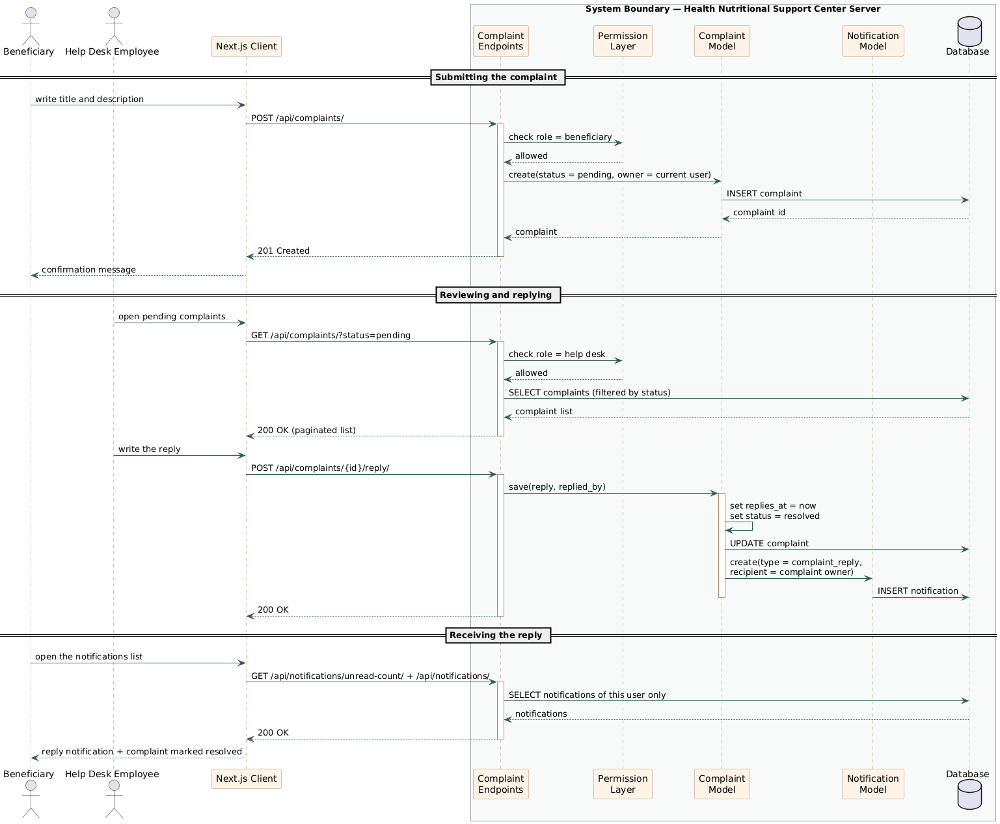 System Boundary — Health Nutritional Support Center Server
Beneficiary
Help Desk Employee
Next.js Client
Complaint
Endpoints
Permission
Layer
Complaint
Model
Notification
Model
Database
Submitting the complaint
write title and description
POST /api/complaints/
check role = beneficiary
allowed
create(status = pending, owner = current user)
INSERT complaint
complaint id
complaint
201 Created
confirmation message
Reviewing and replying
open pending complaints
GET /api/complaints/?status=pending
check role = help desk
allowed
SELECT complaints (filtered by status)
complaint list
200 OK (paginated list)
write the reply
POST /api/complaints/{id}/reply/
save(reply, replied_by)
set replies_at = now
set status = resolved
UPDATE complaint
create(type = complaint_reply,
recipient = complaint owner)
INSERT notification
200 OK
Receiving the reply
open the notifications list
GET /api/notifications/unread-count/ + /api/notifications/
SELECT notifications of this user only
notifications
200 OK
reply notification + complaint marked resolved
Beneficiary
Help Desk Employee
Next.js Client
Complaint
Endpoints
Permission
Layer
Complaint
Model
Notification
Model
Database